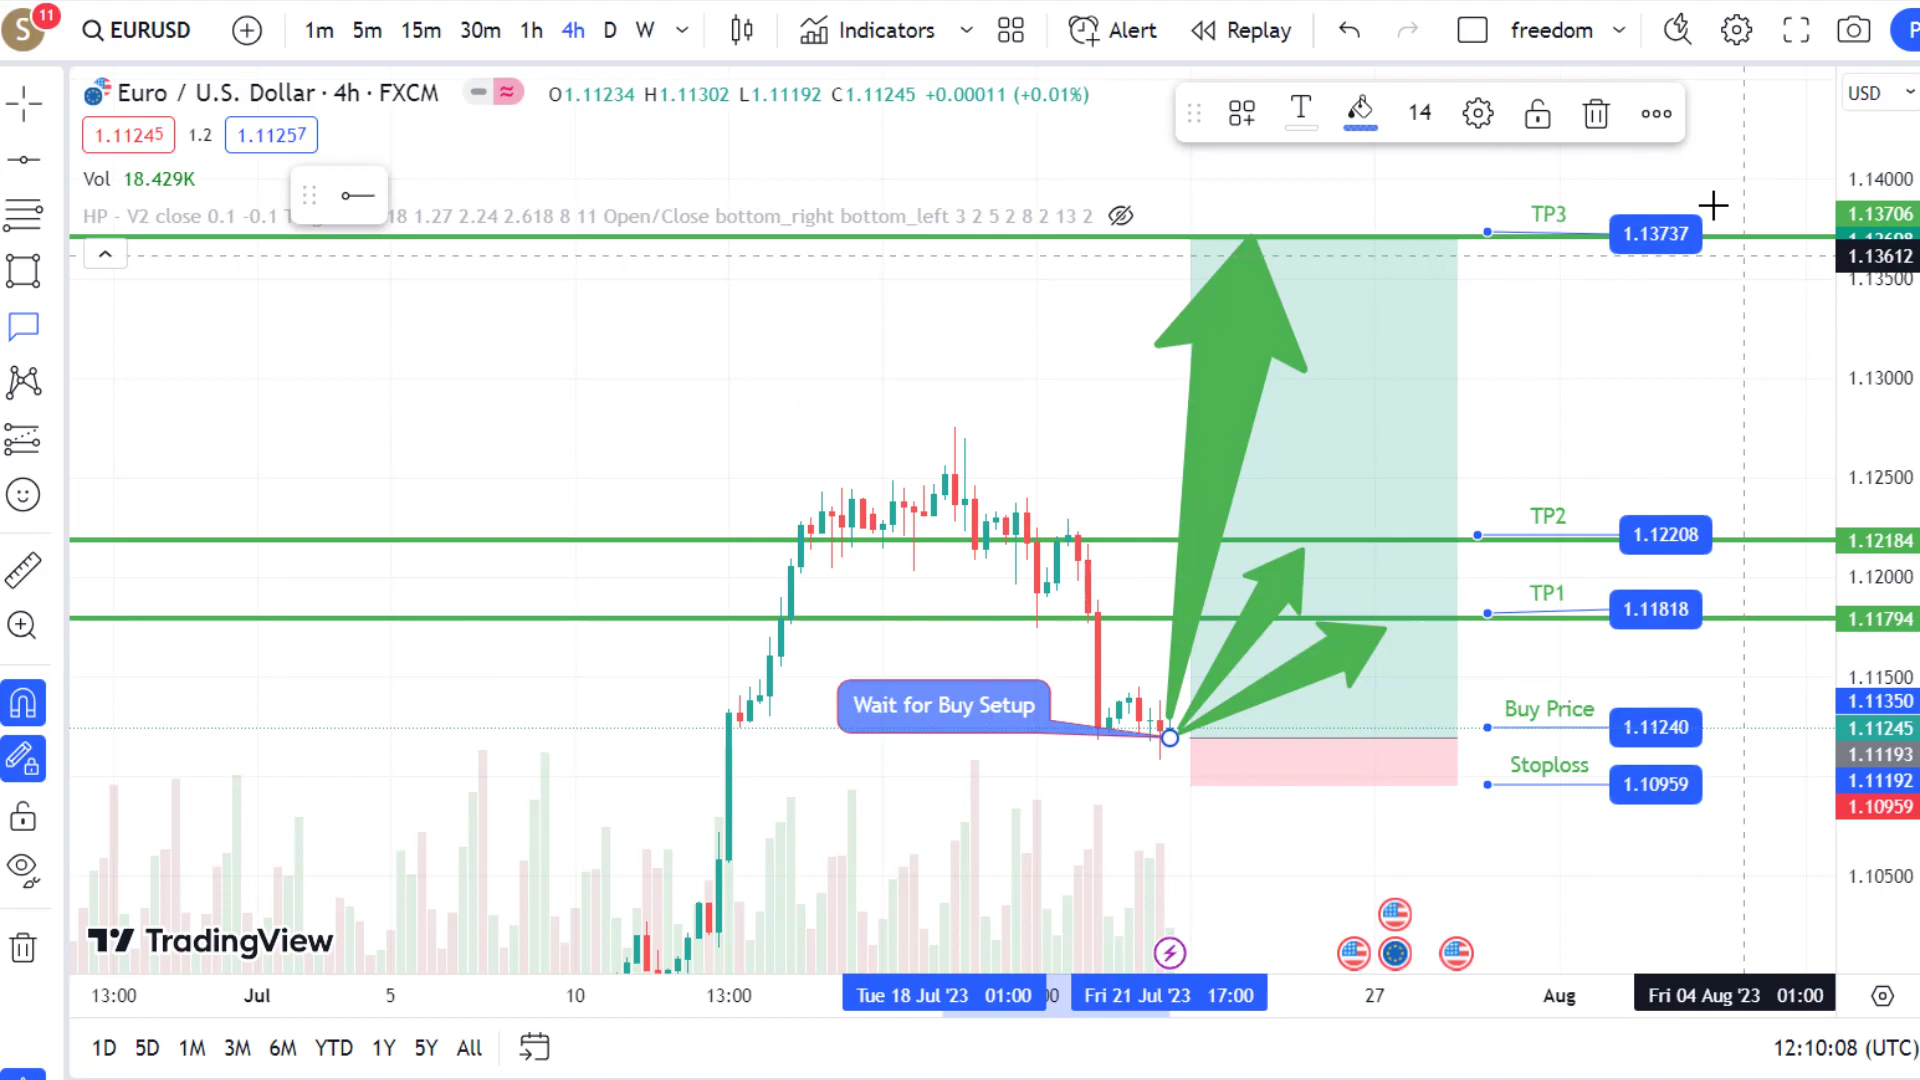 S 11 EURUSD 1m 5m 15m 30m 1h 4h D W Indicators Alert Replay freedom P
Euro / U.S. Dollar · 4h · FXCM O1.11234 H1.11302 L1.11192 C1.11245 +0.00011 (+0.01%)
T 14
USD
1.11245 1.2 1.11257
Vol 18.429K
HP - V2 close 0.1 -0.1 18 1.27 2.24 2.618 8 11 Open/Close bottom_right bottom_left 3 2 5 2 8 2 13 2
1.14000
TP3 1.13737
1.13706
1.13612
1.13500
1.13000
1.12500
TP2 1.12208
1.12184
1.12000
TP1 1.11818
1.11794
1.11500
Wait for Buy Setup
1.11350
Buy Price 1.11240
1.11245
1.11193
Stoploss 1.10959
1.11192
1.10959
1.10500
TradingView
13:00 Jul 5 10 13:00 Tue 18 Jul '23 01:00 Fri 21 Jul '23 17:00 27 Aug Fri 04 Aug '23 01:00
1D 5D 1M 3M 6M YTD 1Y 5Y All 12:10:08 (UTC)